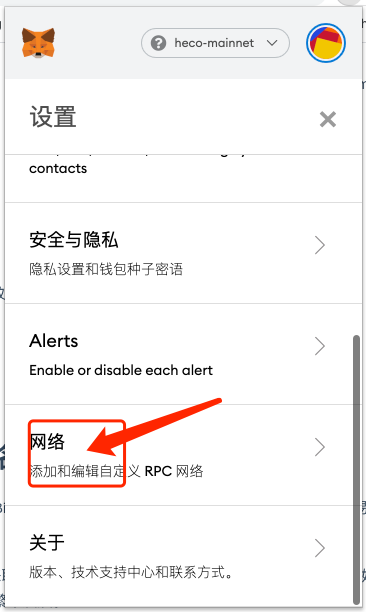 heco-mainnet
设置
contacts
安全与隐私
隐私设置和钱包种子密语
Alerts
Enable or disable each alert
网络
添加和编辑自定义 RPC 网络
关于
版本、技术支持中心和联系方式。